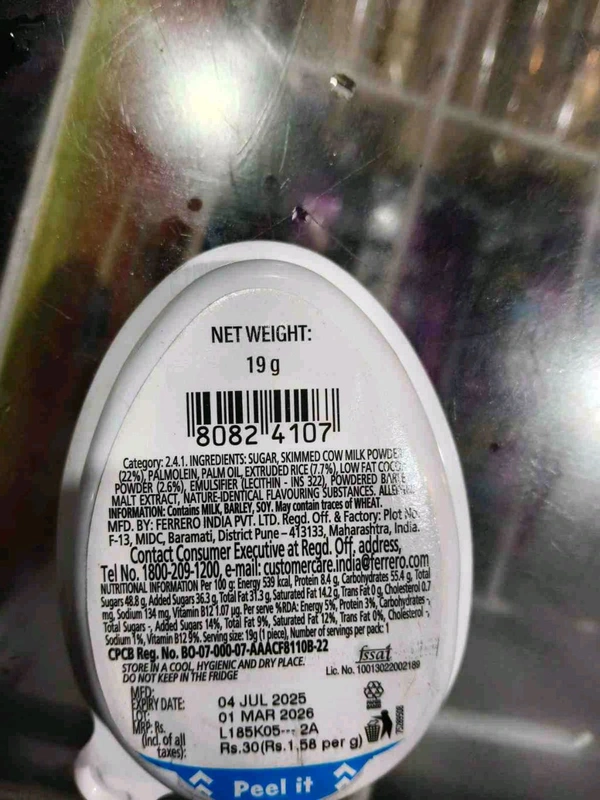 NET WEIGHT:
19 g
8082 4107
Category: 2.4.1. INGREDIENTS: SUGAR, SKIMMED COW MILK POWDE
(22%), PALMOLEIN, PALM OIL, EXTRUDED RICE (7.7%), LOW FAT COCO
POWDER (2.6%), EMULSIFIER (LECITHIN - INS 322), POWDERED BARLE
MALT EXTRACT, NATURE-IDENTICAL FLAVOURING SUBSTANCES. ALLE
INFORMATION: Contains MILK, BARLEY, SOY. May contain traces of WHEAT.
MFD. BY: FERRERO INDIA PVT. LTD. Regd. Off. & Factory: Plot No.
F-13, MIDC, Baramati, District Pune – 413133, Maharashtra, India.
Contact Consumer Executive at Regd. Off. address,
Tel No. 1800-209-1200, e-mail: customercare.india@ferrero.com
NUTRITIONAL INFORMATION Per 100 g: Energy 539 kcal, Protein 8.4 g, Carbohydrates 55.4 g, Total
Sugars 48.8 g, Added Sugars 36.3 g, Total Fat 31.3 g, Saturated Fat 14.2 g, Trans Fat 0 g, Cholesterol 0.7
mg, Sodium 134 mg, Vitamin B12 1.07 µg. Per serve %RDA: Energy 5%, Protein 3%, Carbohydrates -,
Total Sugars -, Added Sugars 14%, Total Fat 9%, Saturated Fat 12%, Trans Fat 0%, Cholesterol -,
Sodium 1%, Vitamin B12 9%. Serving size: 19g (1 piece), Number of servings per pack: 1
CPCB Reg. No. BO-07-000-07-AAACF8110B-22
STORE IN A COOL, HYGIENIC AND DRY PLACE.
DO NOT KEEP IN THE FRIDGE
fssai
Lic. No. 10013022002189
MFD: 04 JUL 2025
EXPIRY DATE: 01 MAR 2026
LOT: L185K05--- 2A
MRP: Rs. Rs.30(Rs.1.58 per g)
(incl. of all
taxes):
Peel it